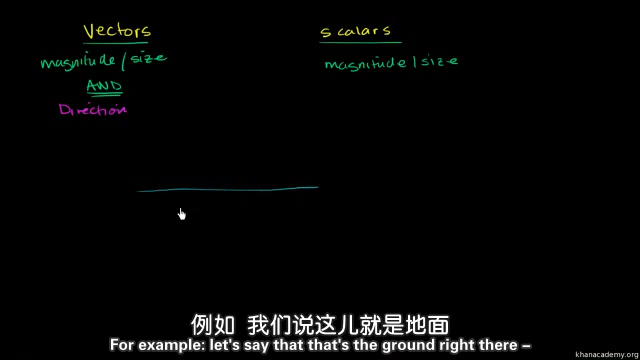 Vectors
scalars
magnitude/size
magnitude/size
AND
Direction
例如 我们说这儿就是地面
For example: let's say that that's the ground right there –
khanacademy.org